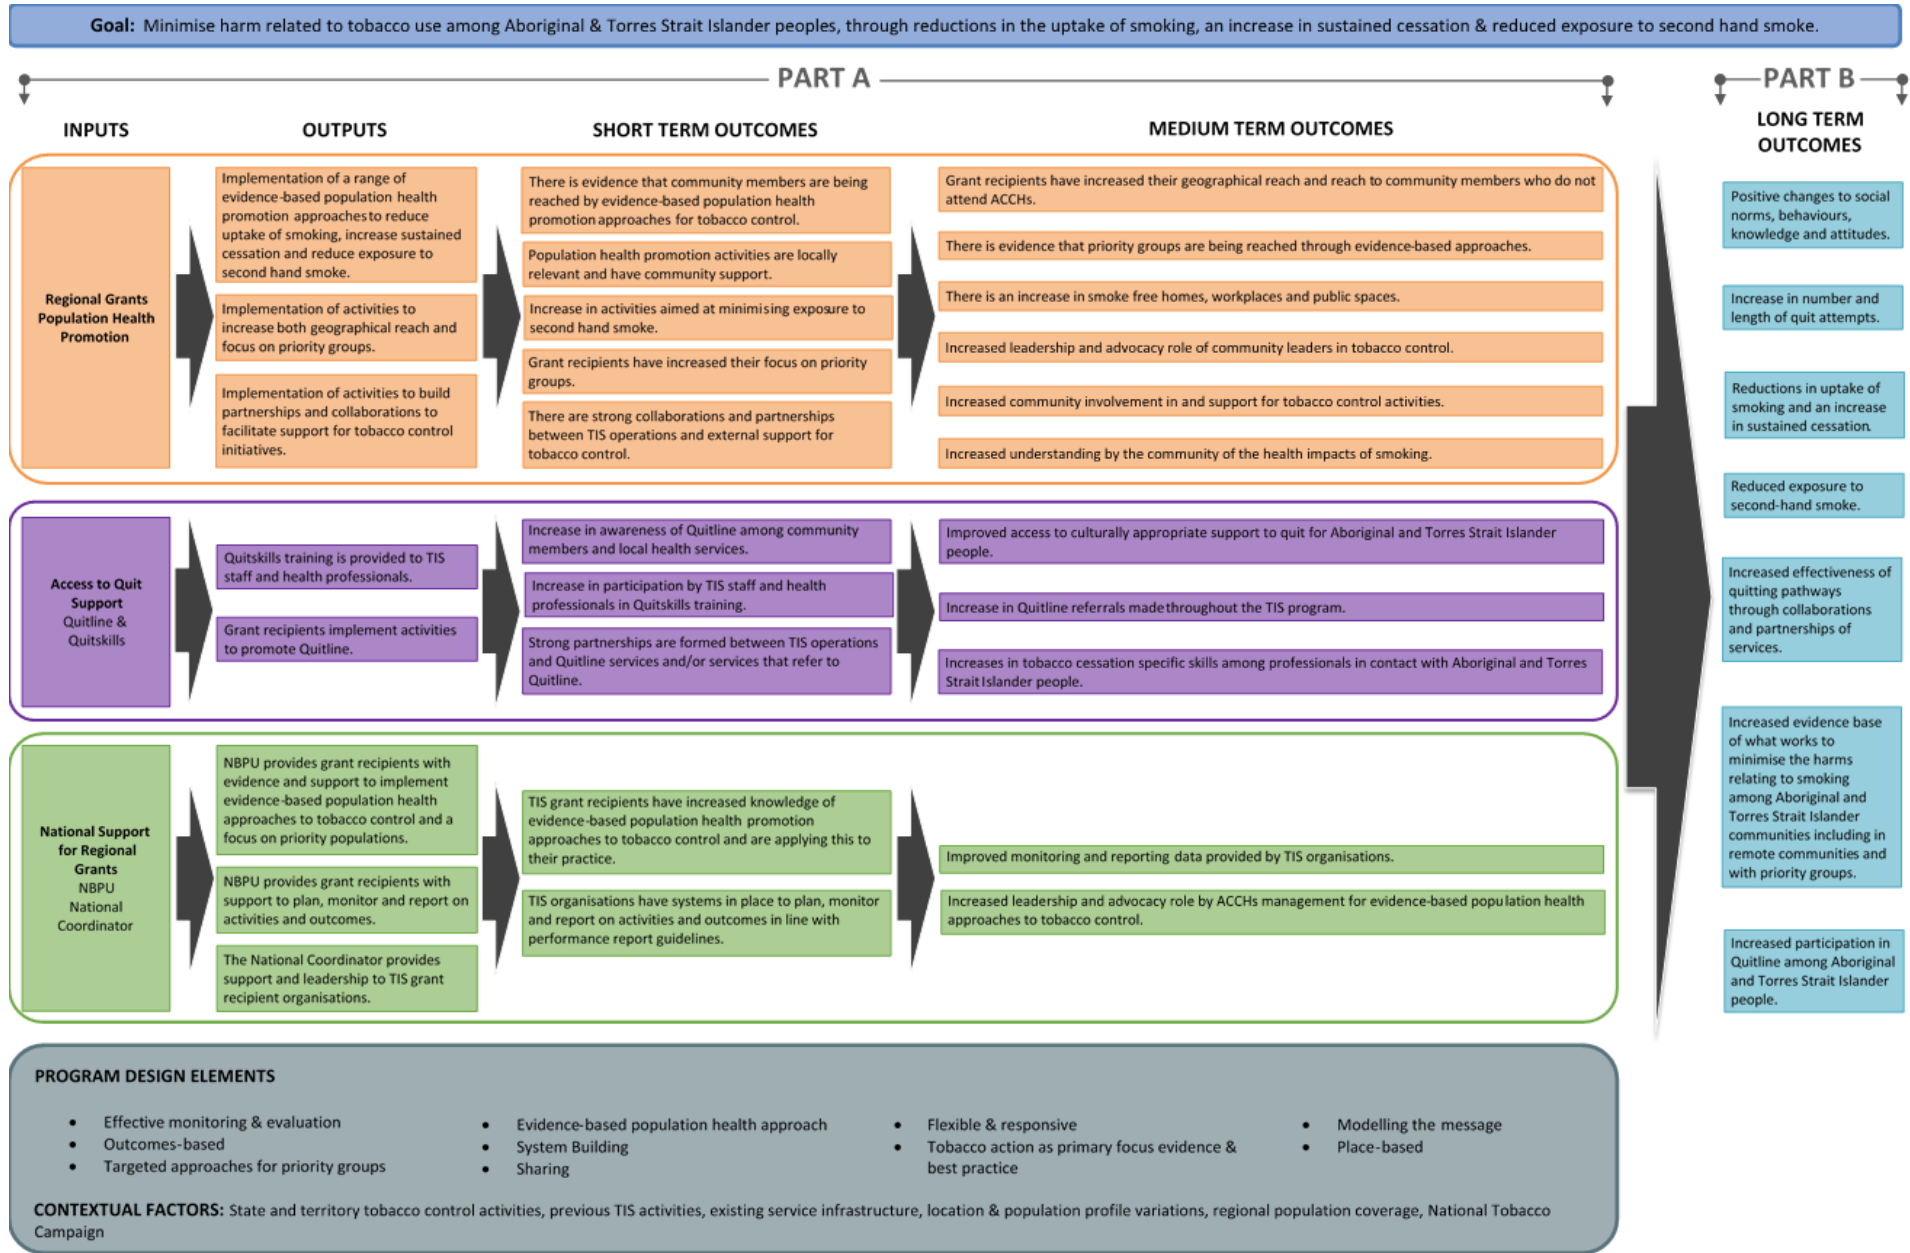 Goal: Minimise harm related to tobacco use among Aboriginal & Torres Strait Islander peoples, through reductions in the uptake of smoking, an increase in sustained cessation & reduced exposure to second hand smoke.
PART A
PART B
INPUTS
OUTPUTS
SHORT TERM OUTCOMES
MEDIUM TERM OUTCOMES
LONG TERM
OUTCOMES
Regional Grants
Population Health
Promotion
Implementation of a range of
evidence-based population health
promotion approaches to reduce
uptake of smoking, increase sustained
cessation and reduce exposure to
second hand smoke.
Implementation of activities to
increase both geographical reach and
focus on priority groups.
Implementation of activities to build
partnerships and collaborations to
facilitate support for tobacco control
initiatives.
There is evidence that community members are being
reached by evidence-based population health
promotion approaches for tobacco control.
Population health promotion activities are locally
relevant and have community support.
Increase in activities aimed at minimising exposure to
second hand smoke.
Grant recipients have increased their focus on priority
groups.
There are strong collaborations and partnerships
between TIS operations and external support for
tobacco control.
Grant recipients have increased their geographical reach and reach to community members who do not
attend ACCHs.
There is evidence that priority groups are being reached through evidence-based approaches.
There is an increase in smoke free homes, workplaces and public spaces.
Increased leadership and advocacy role of community leaders in tobacco control.
Increased community involvement in and support for tobacco control activities.
Increased understanding by the community of the health impacts of smoking.
Access to Quit
Support
Quitline &
Quitskills
Quitskills training is provided to TIS
staff and health professionals.
Grant recipients implement activities
to promote Quitline.
Increase in awareness of Quitline among community
members and local health services.
Increase in participation by TIS staff and health
professionals in Quitskills training.
Strong partnerships are formed between TIS operations
and Quitline services and/or services that refer to
Quitline.
Improved access to culturally appropriate support to quit for Aboriginal and Torres Strait Islander
people.
Increase in Quitline referrals made throughout the TIS program.
Increases in tobacco cessation specific skills among professionals in contact with Aboriginal and Torres
Strait Islander people.
National Support
for Regional
Grants
NBPU
National
Coordinator
NBPU provides grant recipients with
evidence and support to implement
evidence-based population health
approaches to tobacco control and a
focus on priority populations.
NBPU provides grant recipients with
support to plan, monitor and report on
activities and outcomes.
The National Coordinator provides
support and leadership to TIS grant
recipient organisations.
TIS grant recipients have increased knowledge of
evidence-based population health promotion
approaches to tobacco control and are applying this to
their practice.
TIS organisations have systems in place to plan, monitor
and report on activities and outcomes in line with
performance report guidelines.
Improved monitoring and reporting data provided by TIS organisations.
Increased leadership and advocacy role by ACCHs management for evidence-based population health
approaches to tobacco control.
Positive changes to social
norms, behaviours,
knowledge and attitudes.
Increase in number and
length of quit attempts.
Reductions in uptake of
smoking and an increase
in sustained cessation.
Reduced exposure to
second-hand smoke.
Increased effectiveness of
quitting pathways
through collaborations
and partnerships of
services.
Increased evidence base
of what works to
minimise the harms
relating to smoking
among Aboriginal and
Torres Strait Islander
communities including in
remote communities and
with priority groups.
Increased participation in
Quitline among Aboriginal
and Torres Strait Islander
people.
PROGRAM DESIGN ELEMENTS
• Effective monitoring & evaluation
• Outcomes-based
• Targeted approaches for priority groups
• Evidence-based population health approach
• System Building
• Sharing
• Flexible & responsive
• Tobacco action as primary focus evidence &
best practice
• Modelling the message
• Place-based
CONTEXTUAL FACTORS: State and territory tobacco control activities, previous TIS activities, existing service infrastructure, location & population profile variations, regional population coverage, National Tobacco
Campaign